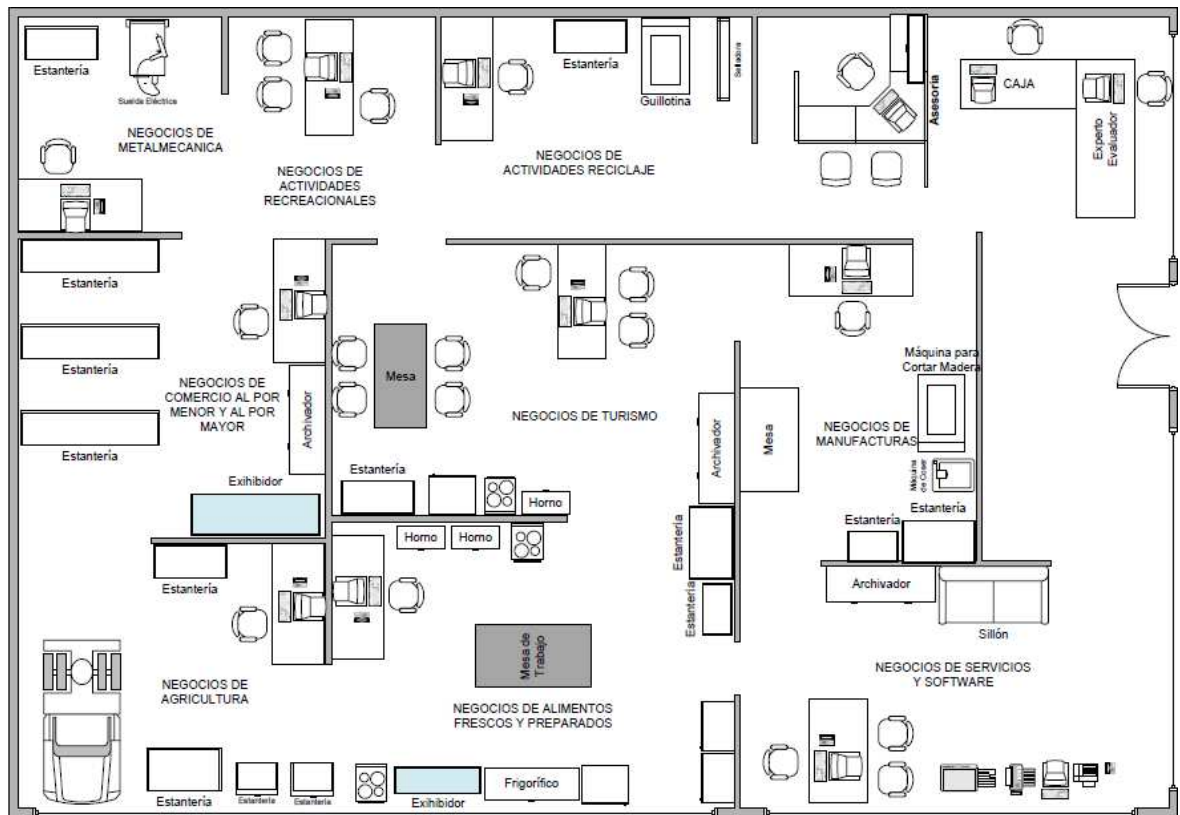 Estantería
Suelda Eléctrica
NEGOCIOS DE
METALMECANICA
NEGOCIOS DE
ACTIVIDADES
RECREACIONALES
Estantería
Guillotina
Selladora
NEGOCIOS DE
ACTIVIDADES RECICLAJE
Asesoria
CAJA
Experto
Evaluador
Estantería
Estantería
Estantería
NEGOCIOS DE
COMERCIO AL POR
MENOR Y AL POR
MAYOR
Archivador
Exihibidor
Mesa
NEGOCIOS DE TURISMO
Estantería
Horno
Archivador
Estantería
Estantería
Mesa
Máquina para
Cortar Madera
NEGOCIOS DE
MANUFACTURAS
Máquina
de Coser
Estantería
Estantería
Estantería
NEGOCIOS DE
AGRICULTURA
Estantería
Estantería
Estantería
Horno
Horno
Mesa de
Trabajo
NEGOCIOS DE ALIMENTOS
FRESCOS Y PREPARADOS
Exihibidor
Frigorífico
Archivador
Sillón
NEGOCIOS DE SERVICIOS
Y SOFTWARE